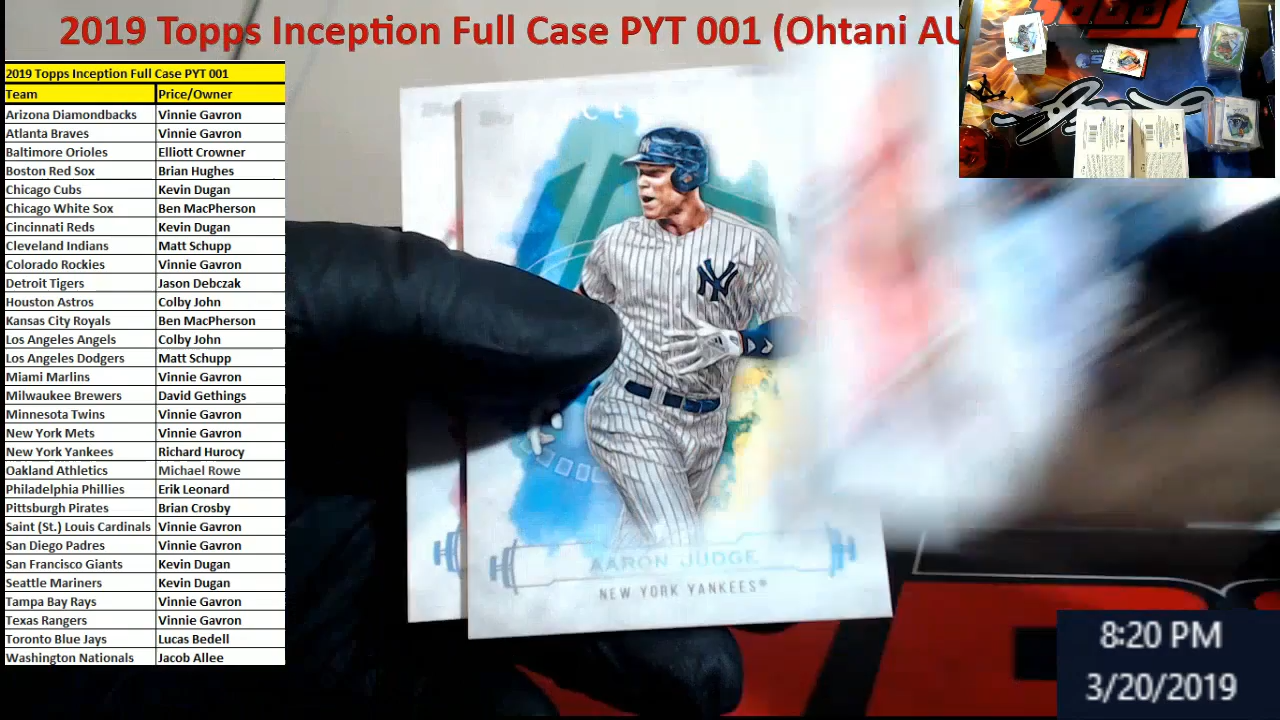 2019 Topps Inception Full Case PYT 001 (Ohtani AU
2019 Topps Inception Full Case PYT 001
Team Price/Owner
Arizona Diamondbacks Vinnie Gavron
Atlanta Braves Vinnie Gavron
Baltimore Orioles Elliott Crowner
Boston Red Sox Brian Hughes
Chicago Cubs Kevin Dugan
Chicago White Sox Ben MacPherson
Cincinnati Reds Kevin Dugan
Cleveland Indians Matt Schupp
Colorado Rockies Vinnie Gavron
Detroit Tigers Jason Debczak
Houston Astros Colby John
Kansas City Royals Ben MacPherson
Los Angeles Angels Colby John
Los Angeles Dodgers Matt Schupp
Miami Marlins Vinnie Gavron
Milwaukee Brewers David Gethings
Minnesota Twins Vinnie Gavron
New York Mets Vinnie Gavron
New York Yankees Richard Hurocy
Oakland Athletics Michael Rowe
Philadelphia Phillies Erik Leonard
Pittsburgh Pirates Brian Crosby
Saint (St.) Louis Cardinals Vinnie Gavron
San Diego Padres Vinnie Gavron
San Francisco Giants Kevin Dugan
Seattle Mariners Kevin Dugan
Tampa Bay Rays Vinnie Gavron
Texas Rangers Vinnie Gavron
Toronto Blue Jays Lucas Bedell
Washington Nationals Jacob Allee
NY
AARON JUDGE
NEW YORK YANKEES®
8:20 PM
3/20/2019